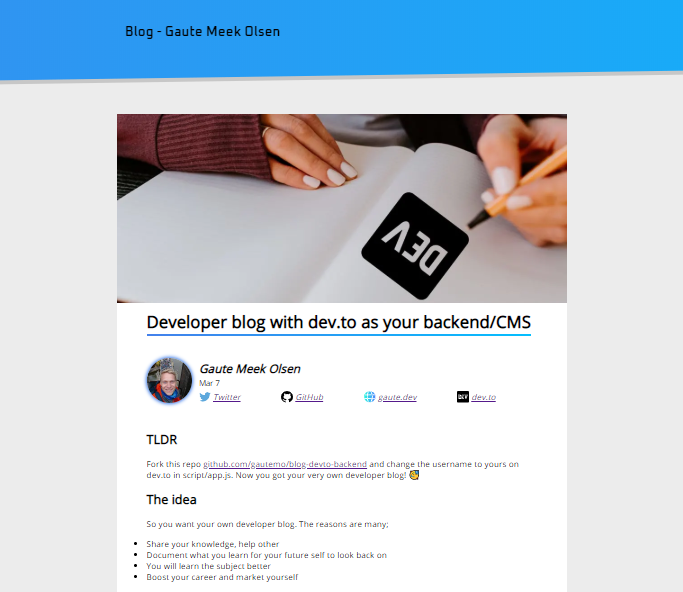 Blog - Gaute Meek Olsen
DEV
Developer blog with dev.to as your backend/CMS
Gaute Meek Olsen
Mar 7
Twitter GitHub gaute.dev DEV dev.to
TLDR
Fork this repo github.com/gautemo/blog-devto-backend and change the username to yours on
dev.to in script/app.js. Now you got your very own developer blog! 🥳
The idea
So you want your own developer blog. The reasons are many;
• Share your knowledge, help other
• Document what you learn for your future self to look back on
• You will learn the subject better
• Boost your career and market yourself